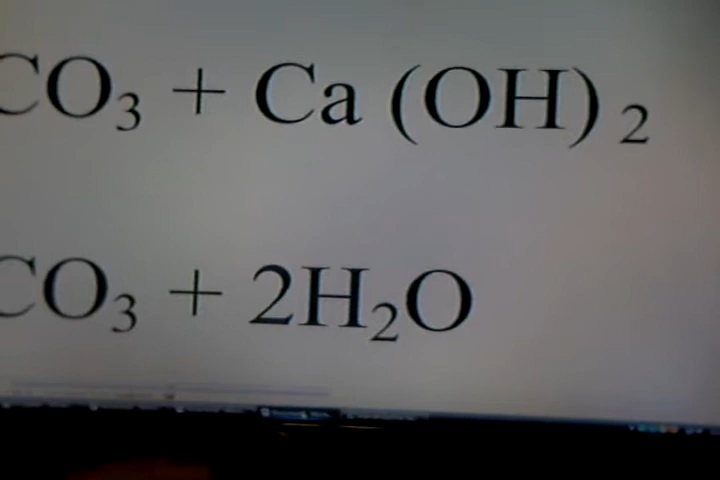 CO₃ + Ca (OH) ₂
CO₃ + 2H₂O